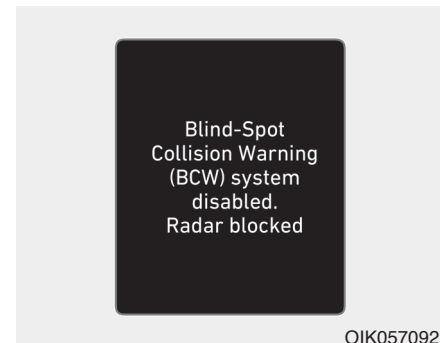 Blind-Spot
Collision Warning
(BCW) system
disabled.
Radar blocked
OIK057092